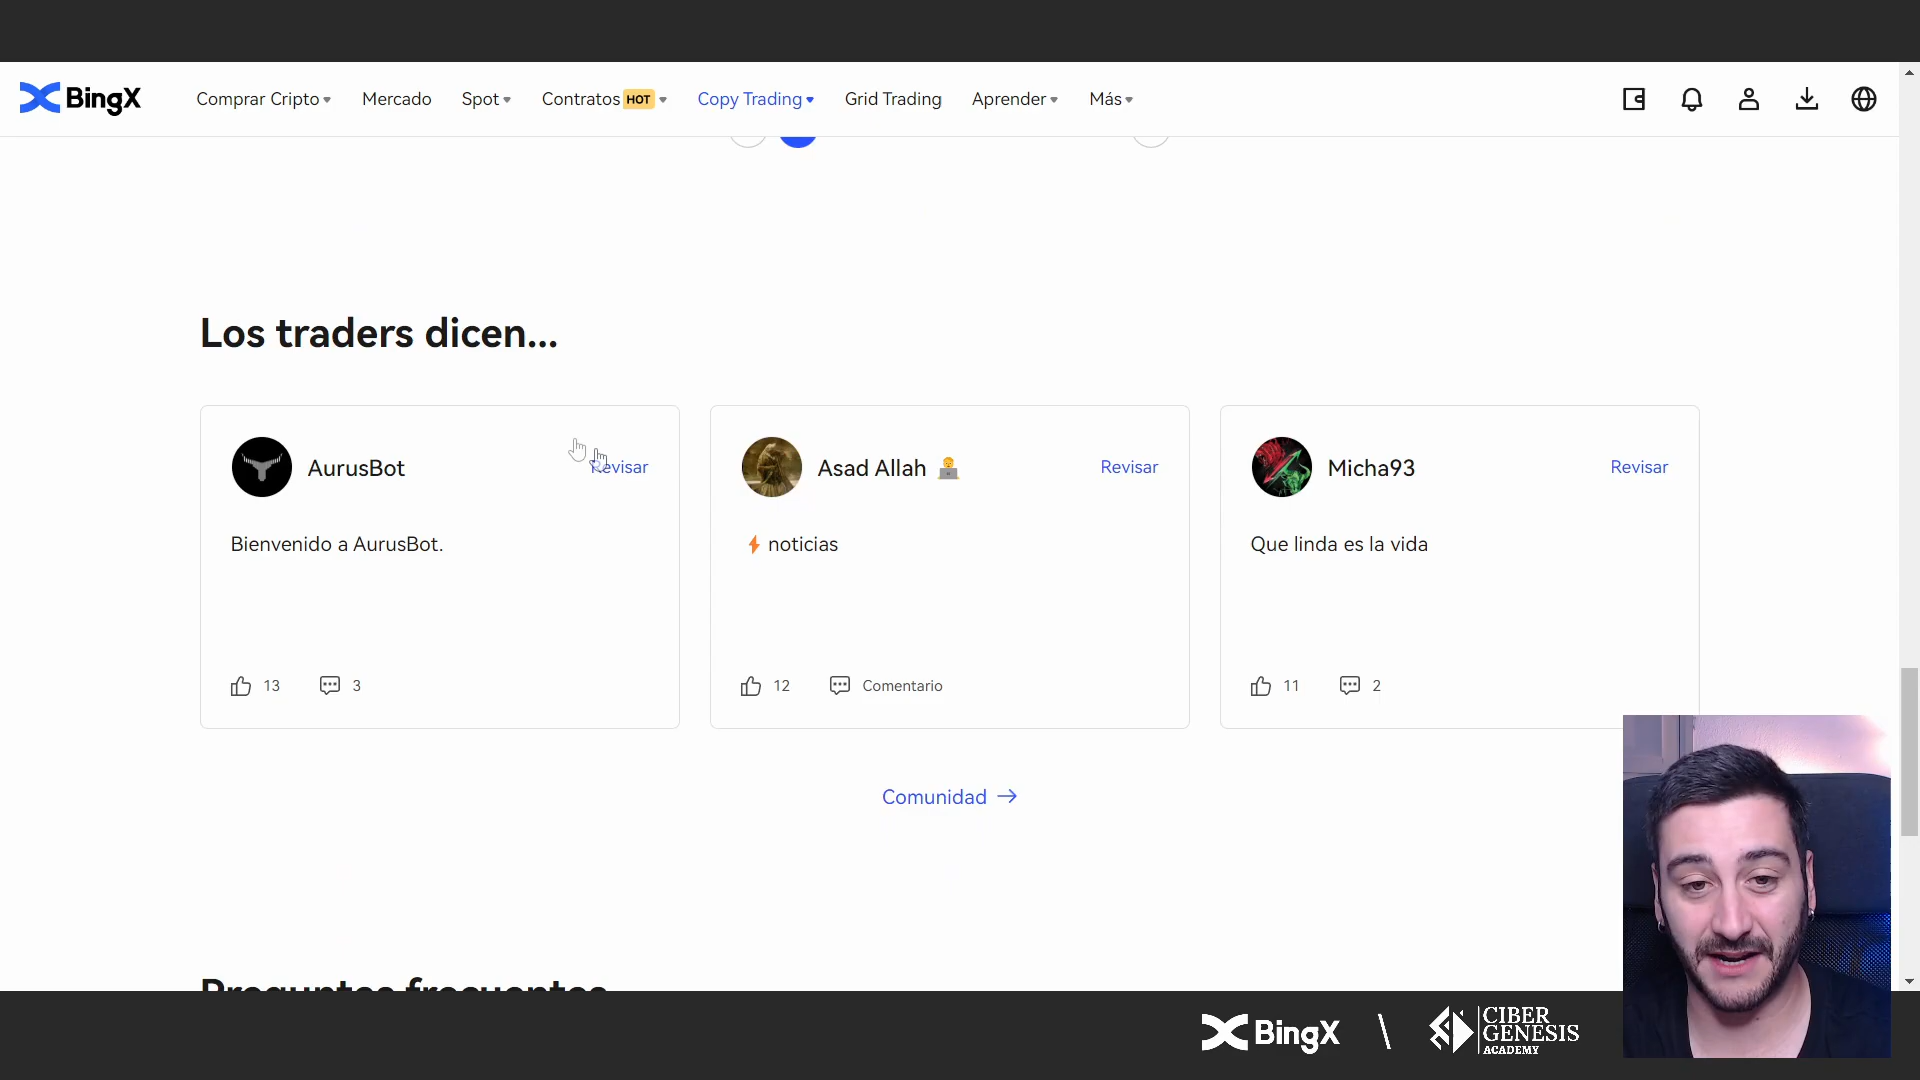 BingX
Comprar Cripto
Mercado
Spot
Contratos HOT
Copy Trading
Grid Trading
Aprender
Más
Los traders dicen...
AurusBot
Revisar
Bienvenido a AurusBot.
13
3
Asad Allah
Revisar
noticias
12
Comentario
Micha93
Revisar
Que linda es la vida
11
2
Comunidad
Preguntas frecuentes
BingX \ CIBER
GENESIS
ACADEMY